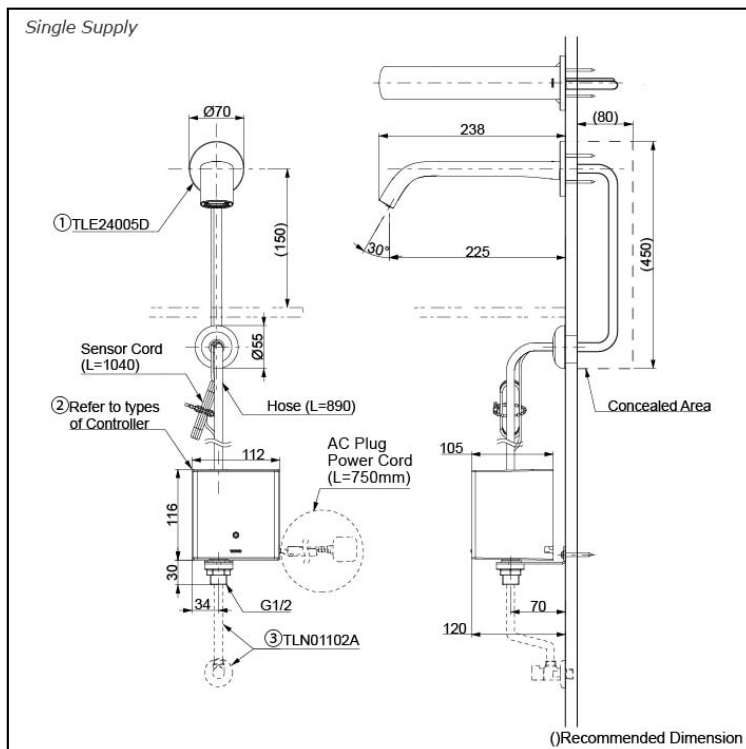 Single Supply
Ø70
238
(80)
①TLE24005D
(150)
30°
225
(450)
Ø55
Sensor Cord
(L=1040)
Hose (L=890)
②Refer to types
of Controller
Concealed Area
112
AC Plug
Power Cord
(L=750mm)
105
116
30
34
G1/2
70
③TLN01102A
120
()Recommended Dimension